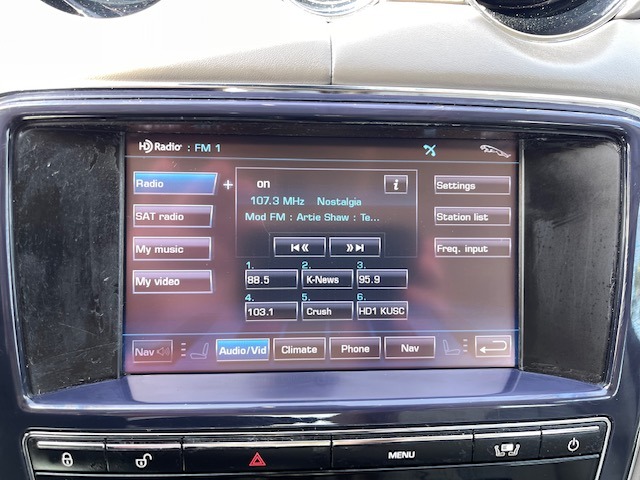 HD Radio® : FM 1
Radio
+
on
i
Settings
107.3 MHz Nostalgia
SAT radio
Mod FM : Artie Shaw : Te...
Station list
My music
Freq. input
My video
1. 2. 3.
88.5 K-News 95.9
4. 5. 6.
103.1 Crush HD1 KUSC
Nav Audio/Vid Climate Phone Nav
MENU